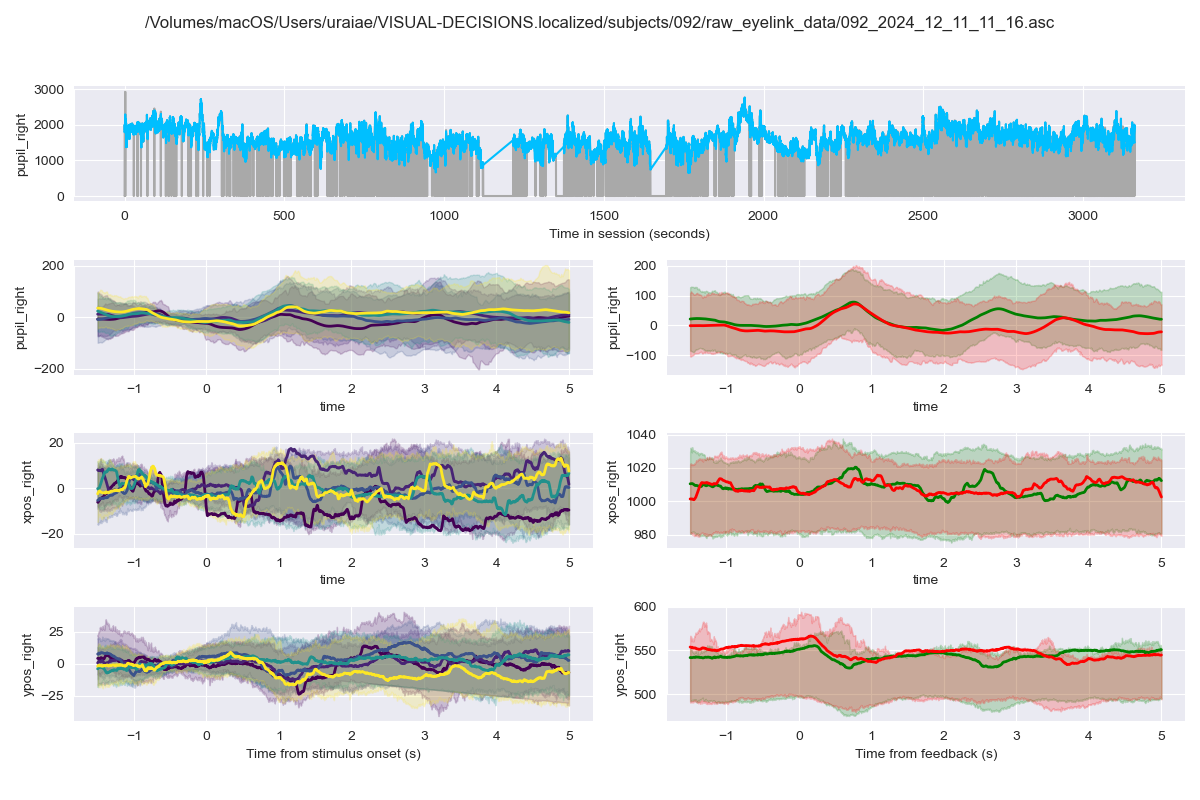 /Volumes/macOS/Users/uraiae/VISUAL-DECISIONS.localized/subjects/092/raw_eyelink_data/092_2024_12_11_11_16.asc
pupil_right
3000
2000
1000
0
0 500 1000 1500 2000 2500 3000
Time in session (seconds)
pupil_right
200
0
−200
−1 0 1 2 3 4 5
time
pupil_right
200
100
0
−100
−1 0 1 2 3 4 5
time
xpos_right
20
0
−20
−1 0 1 2 3 4 5
time
xpos_right
1040
1020
1000
980
−1 0 1 2 3 4 5
time
ypos_right
25
0
−25
−1 0 1 2 3 4 5
Time from stimulus onset (s)
ypos_right
600
550
500
−1 0 1 2 3 4 5
Time from feedback (s)